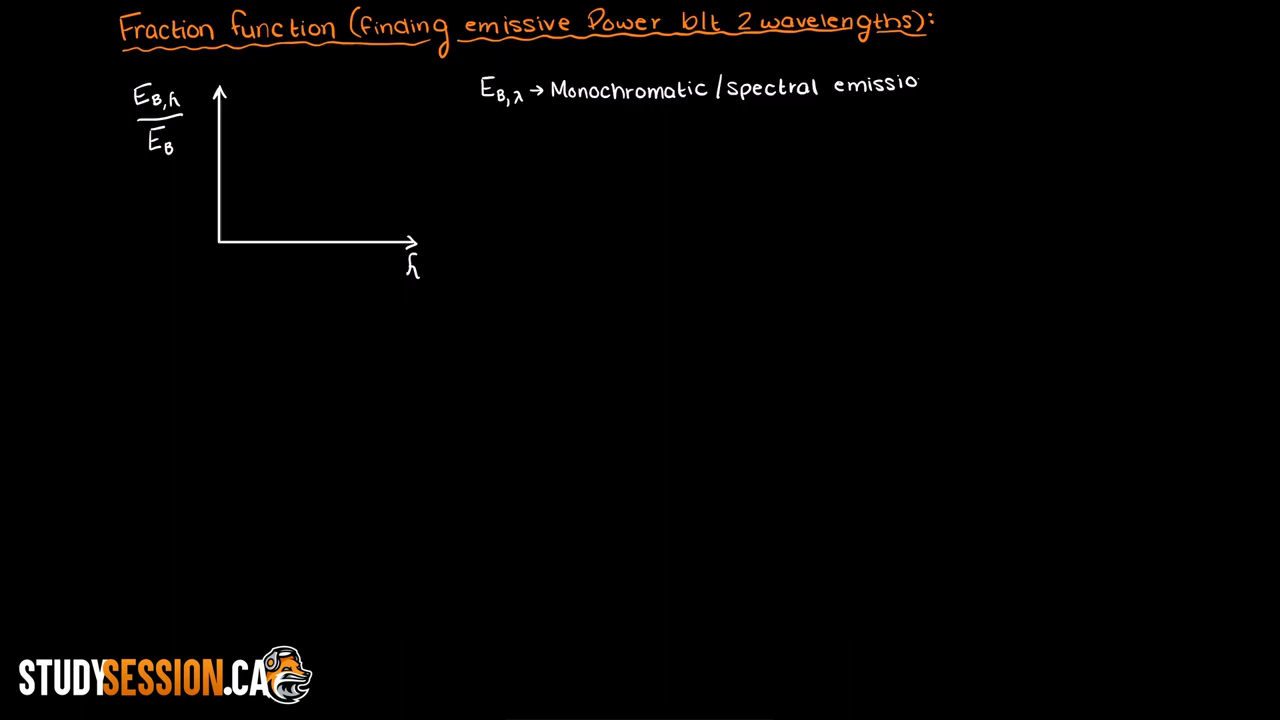 Fraction function (finding emissive Power b/t 2 wavelengths):
E_B,λ / E_B
E_B,λ → Monochromatic / spectral emissio
λ
STUDYSESSION.CA